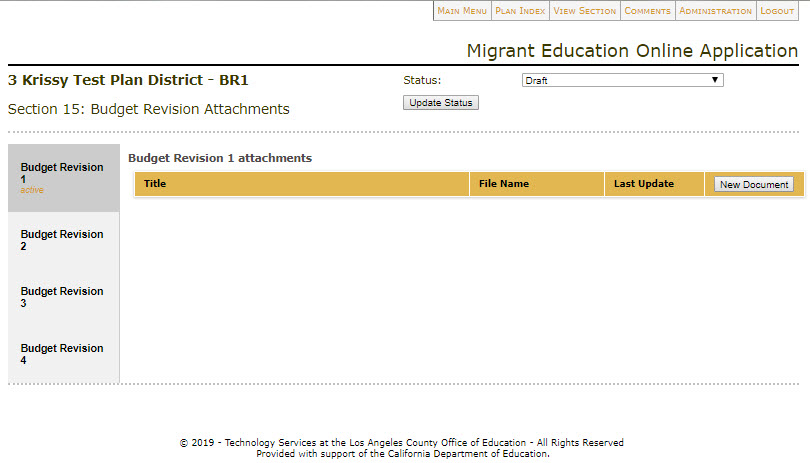 Main Menu Plan Index View Section Comments Administration Logout
Migrant Education Online Application
3 Krissy Test Plan District - BR1
Status: Draft
Update Status
Section 15: Budget Revision Attachments
Budget Revision
1
active
Budget Revision
2
Budget Revision
3
Budget Revision
4
Budget Revision 1 attachments
Title File Name Last Update New Document
© 2019 - Technology Services at the Los Angeles County Office of Education - All Rights Reserved
Provided with support of the California Department of Education.